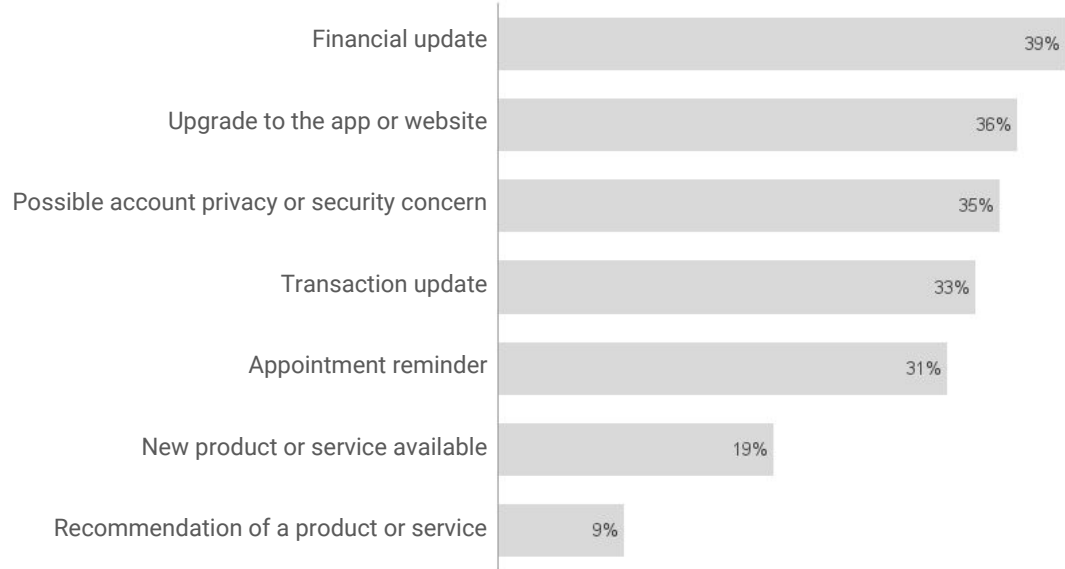 Financial update 39%
Upgrade to the app or website 36%
Possible account privacy or security concern 35%
Transaction update 33%
Appointment reminder 31%
New product or service available 19%
Recommendation of a product or service 9%